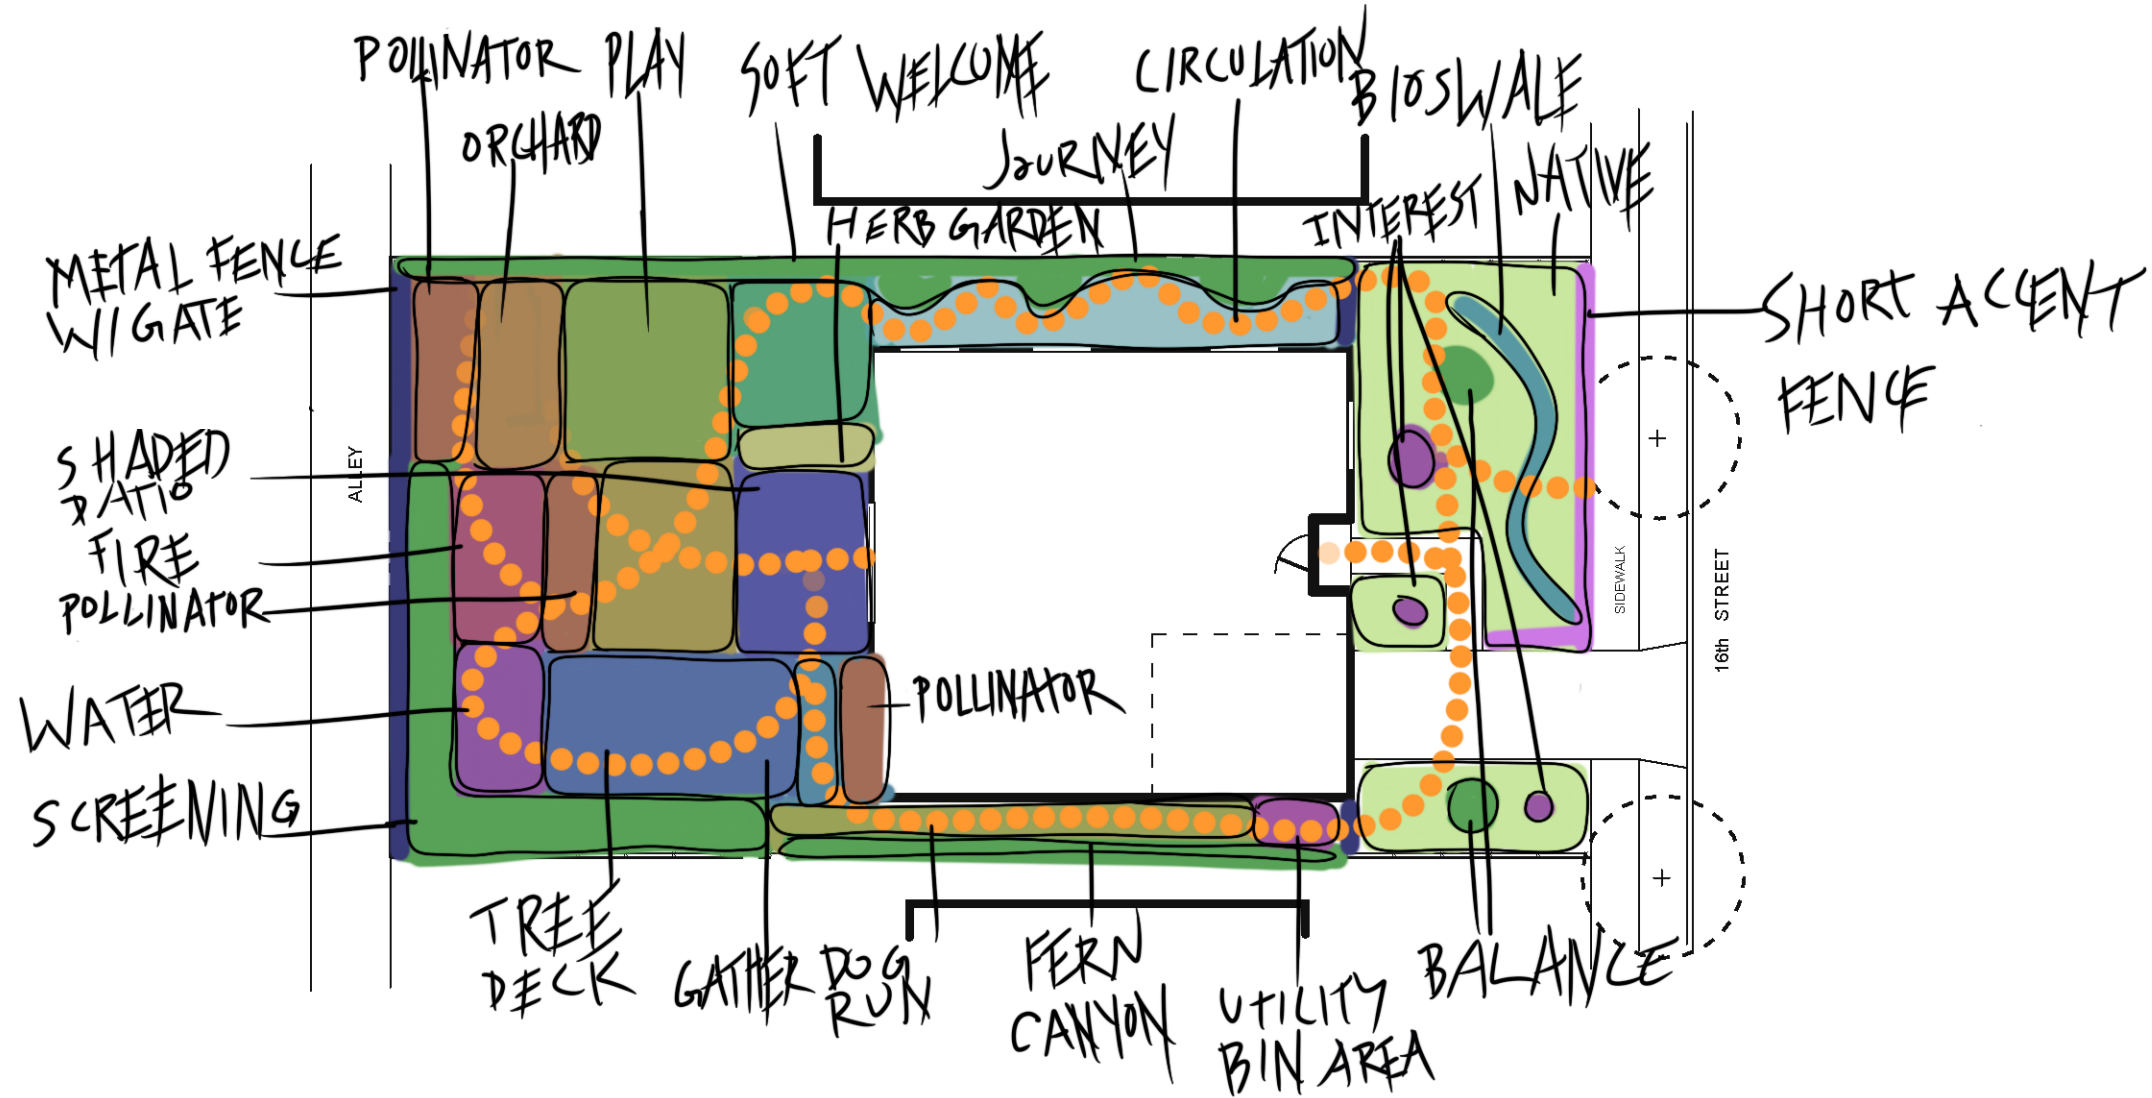 POLLINATOR
PLAY
SOFT WELCOME
CIRCULATION
BIOSWALE
ORCHARD
JOURNEY
NATIVE
INTEREST
HERB GARDEN
METAL FENCE
W/GATE
SHORT ACCENT
FENCE
SHADED
PATIO
ALLEY
FIRE
POLLINATOR
SIDEWALK
16th STREET
WATER
POLLINATOR
SCREENING
TREE
DECK
GATHER
DOG
RUN
FERN
CANYON
UTILITY
BIN AREA
BALANCE